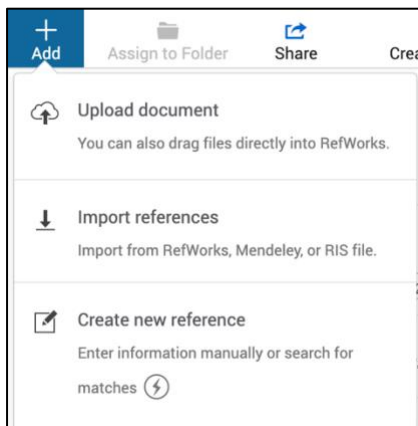 Add
Assign to Folder
Share
Crea
Upload document
You can also drag files directly into RefWorks.
Import references
Import from RefWorks, Mendeley, or RIS file.
Create new reference
Enter information manually or search for
matches